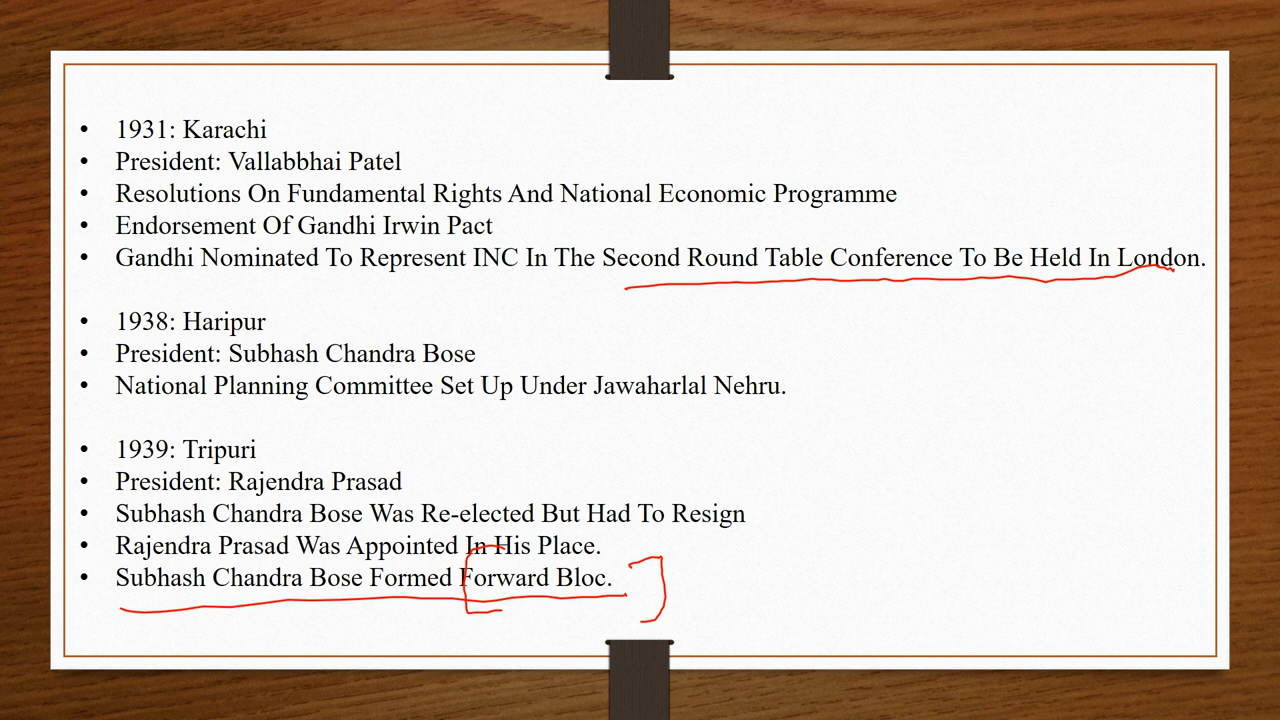 • 1931: Karachi
• President: Vallabbhai Patel
• Resolutions On Fundamental Rights And National Economic Programme
• Endorsement Of Gandhi Irwin Pact
• Gandhi Nominated To Represent INC In The Second Round Table Conference To Be Held In London.
• 1938: Haripur
• President: Subhash Chandra Bose
• National Planning Committee Set Up Under Jawaharlal Nehru.
• 1939: Tripuri
• President: Rajendra Prasad
• Subhash Chandra Bose Was Re-elected But Had To Resign
• Rajendra Prasad Was Appointed In His Place.
• Subhash Chandra Bose Formed Forward Bloc.